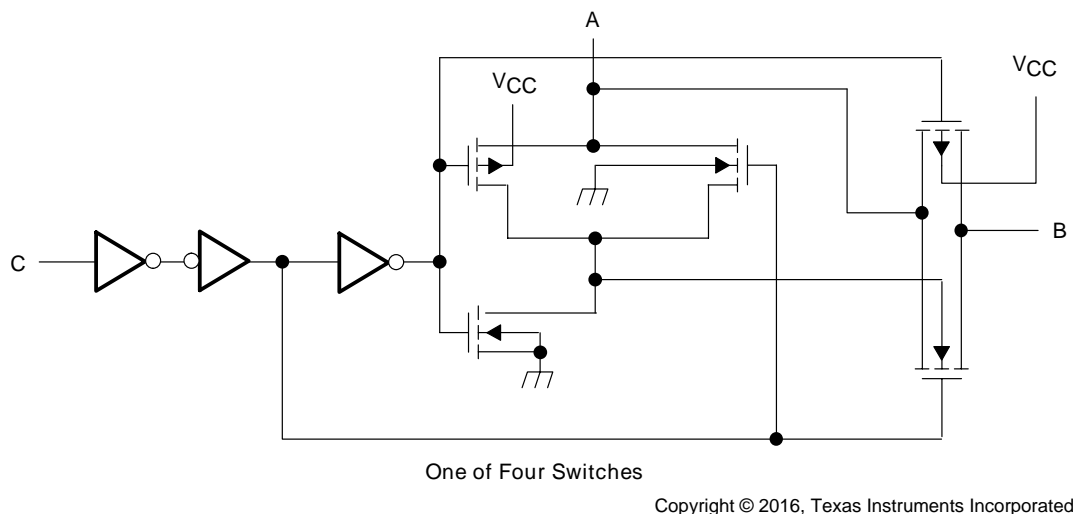 A
VCC
VCC
C
B
One of Four Switches
Copyright © 2016, Texas Instruments Incorporated